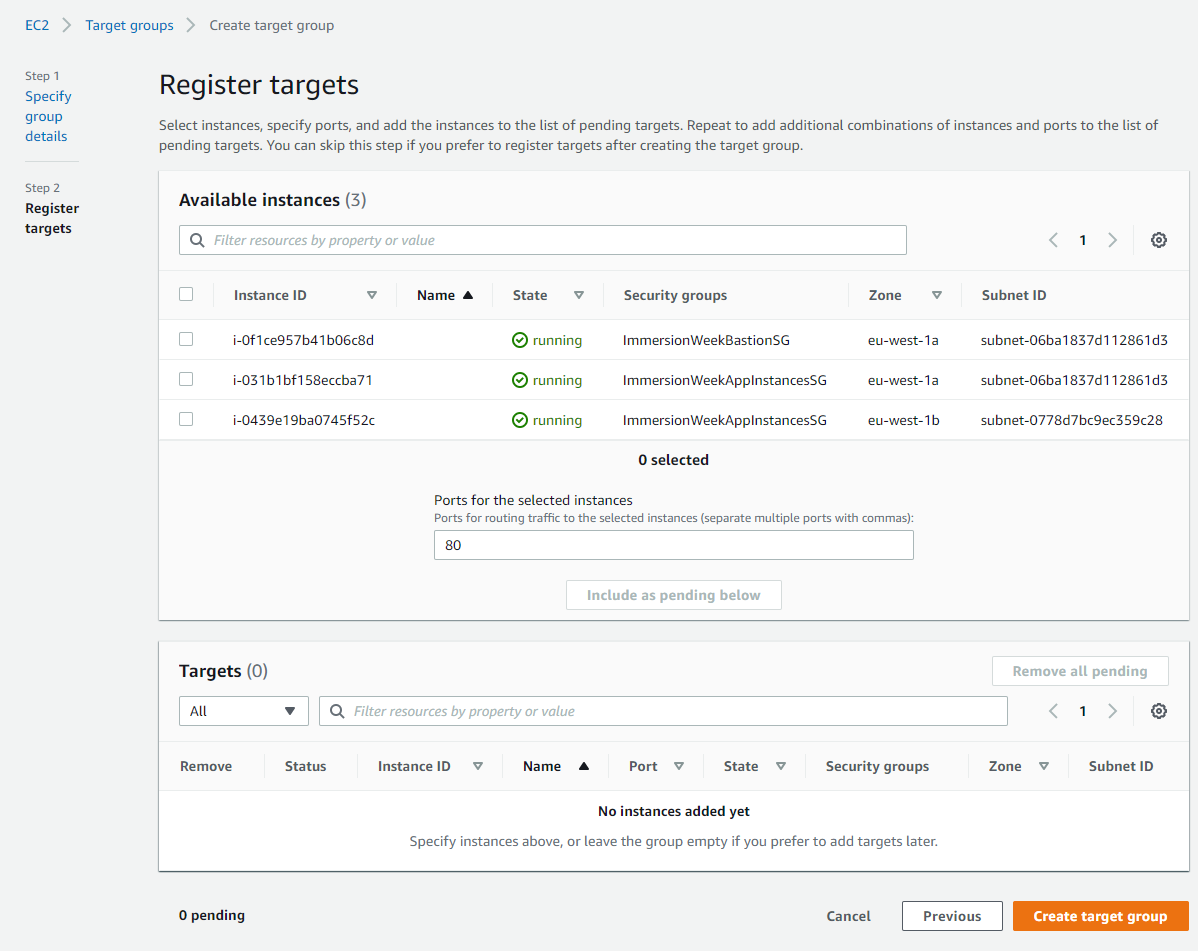 EC2 > Target groups > Create target group
Step 1
Specify
group
details
Step 2
Register
targets
Register targets
Select instances, specify ports, and add the instances to the list of pending targets. Repeat to add additional combinations of instances and ports to the list of
pending targets. You can skip this step if you prefer to register targets after creating the target group.
Available instances (3)
Filter resources by property or value
1
Instance ID Name State Security groups Zone Subnet ID
i-0f1ce957b41b06c8d running ImmersionWeekBastionSG eu-west-1a subnet-06ba1837d112861d3
i-031b1bf158eccba71 running ImmersionWeekAppInstancesSG eu-west-1a subnet-06ba1837d112861d3
i-0439e19ba0745f52c running ImmersionWeekAppInstancesSG eu-west-1b subnet-0778d7bc9ec359c28
0 selected
Ports for the selected instances
Ports for routing traffic to the selected instances (separate multiple ports with commas):
80
Include as pending below
Targets (0)
Remove all pending
All
Filter resources by property or value
1
Remove Status Instance ID Name Port State Security groups Zone Subnet ID
No instances added yet
Specify instances above, or leave the group empty if you prefer to add targets later.
0 pending
Cancel
Previous
Create target group